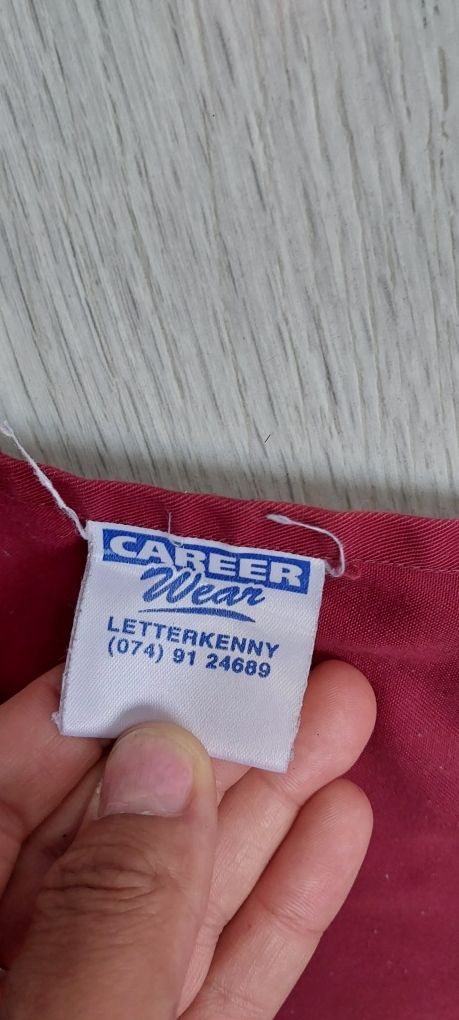 CAREER
Wear
LETTERKENNY
(074) 91 24689